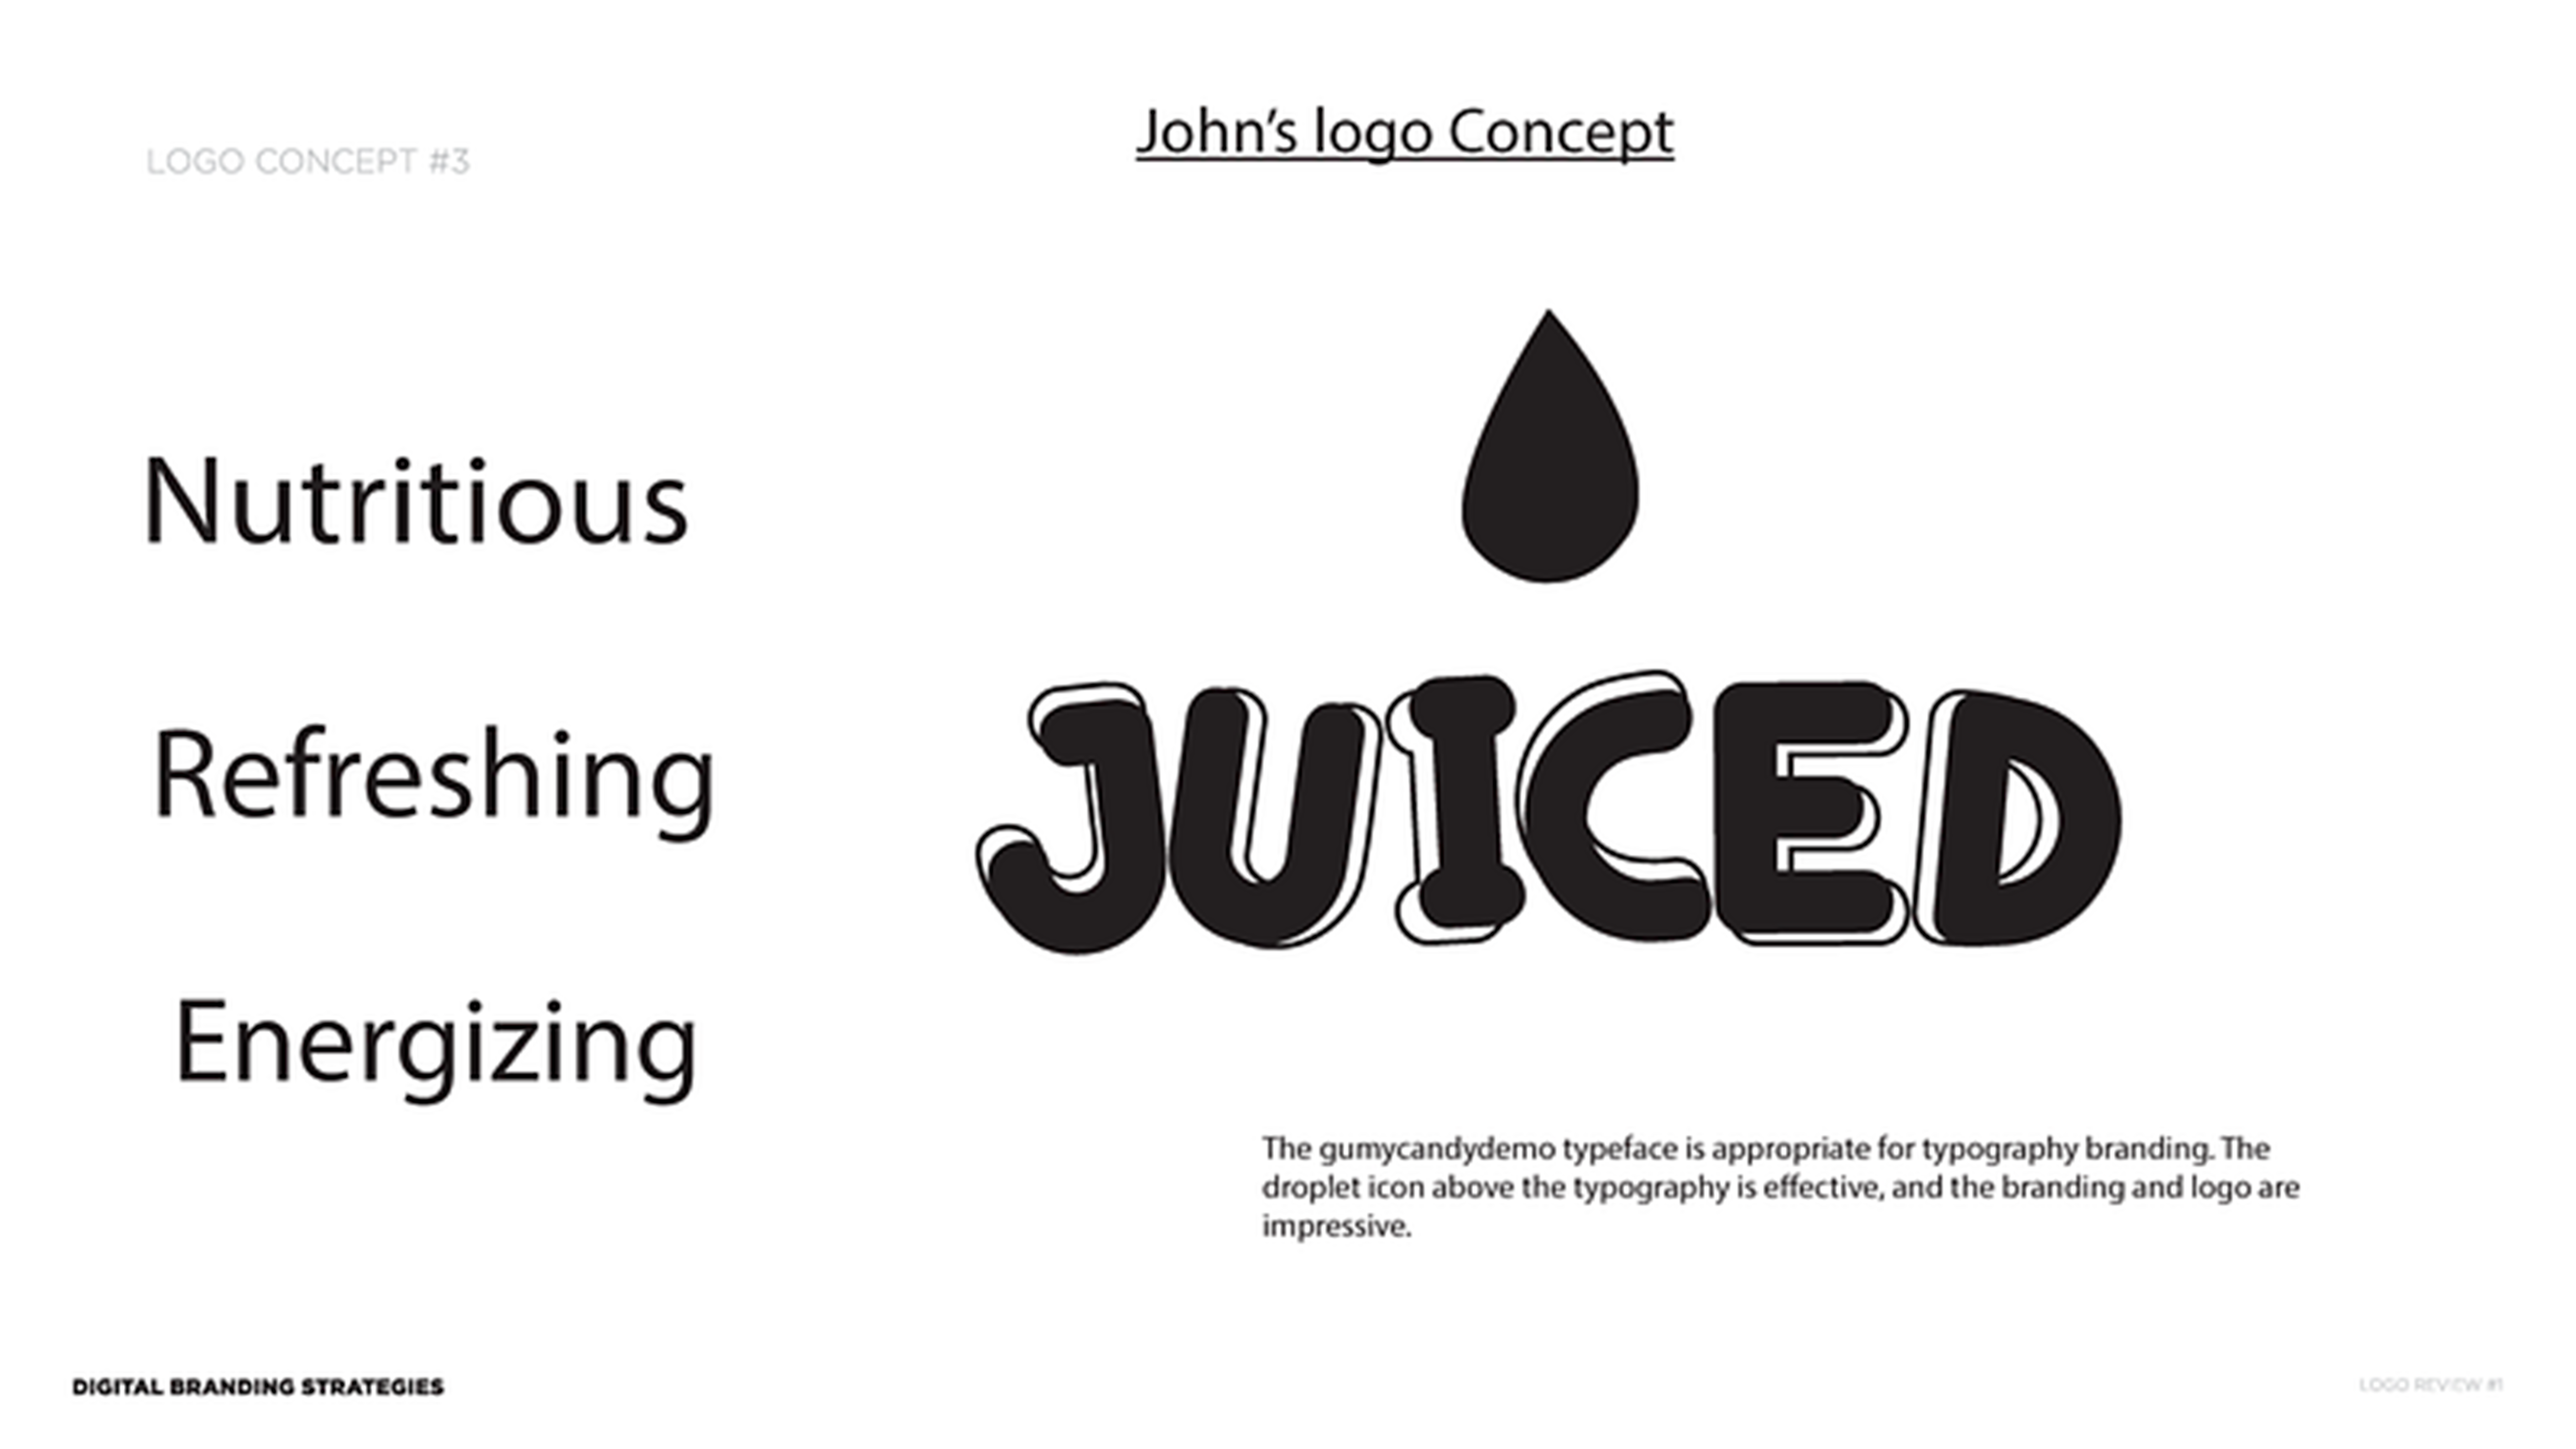 LOGO CONCEPT #3
John’s logo Concept
Nutritious
Refreshing
Energizing
JUICED
The gumycandydemo typeface is appropriate for typography branding. The
droplet icon above the typography is effective, and the branding and logo are
impressive.
DIGITAL BRANDING STRATEGIES
LOGO REVIEW #1